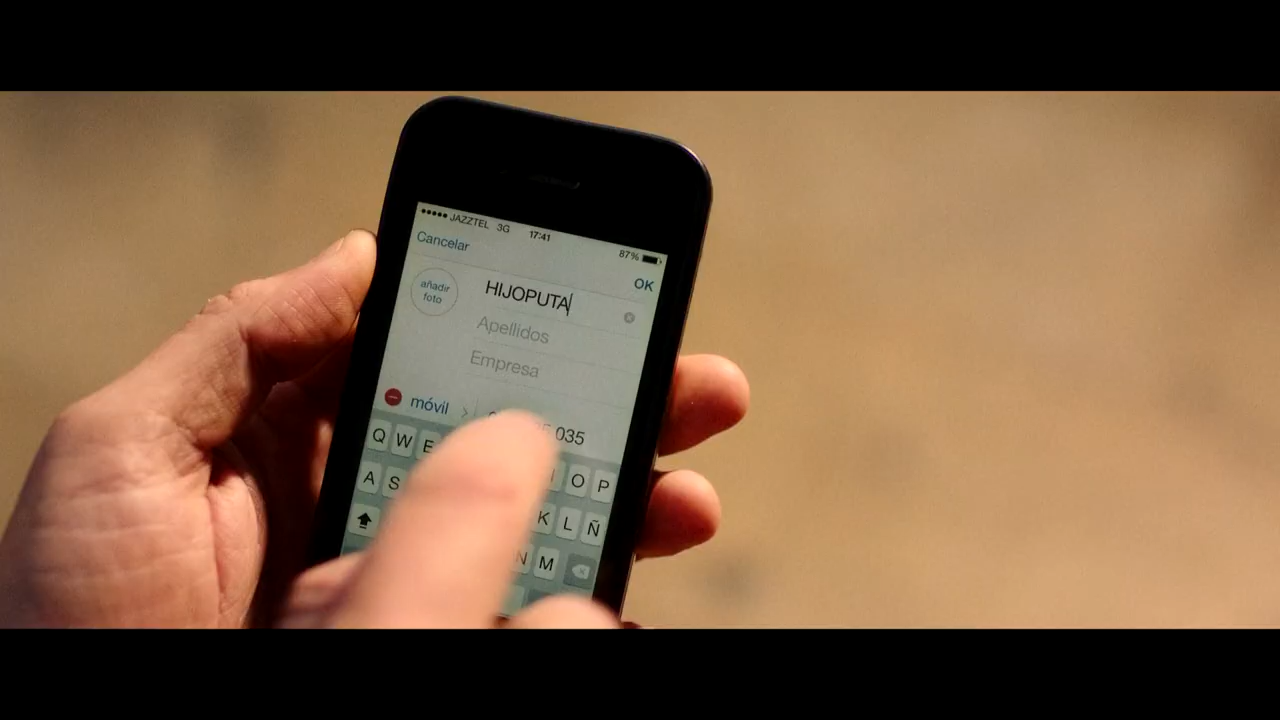 JAZZTEL 3G 17:41 87%
Cancelar
OK
añadir
foto
HIJOPUTA
Apellidos
Empresa
móvil
035
Q W E O P
A S K L Ñ
N M